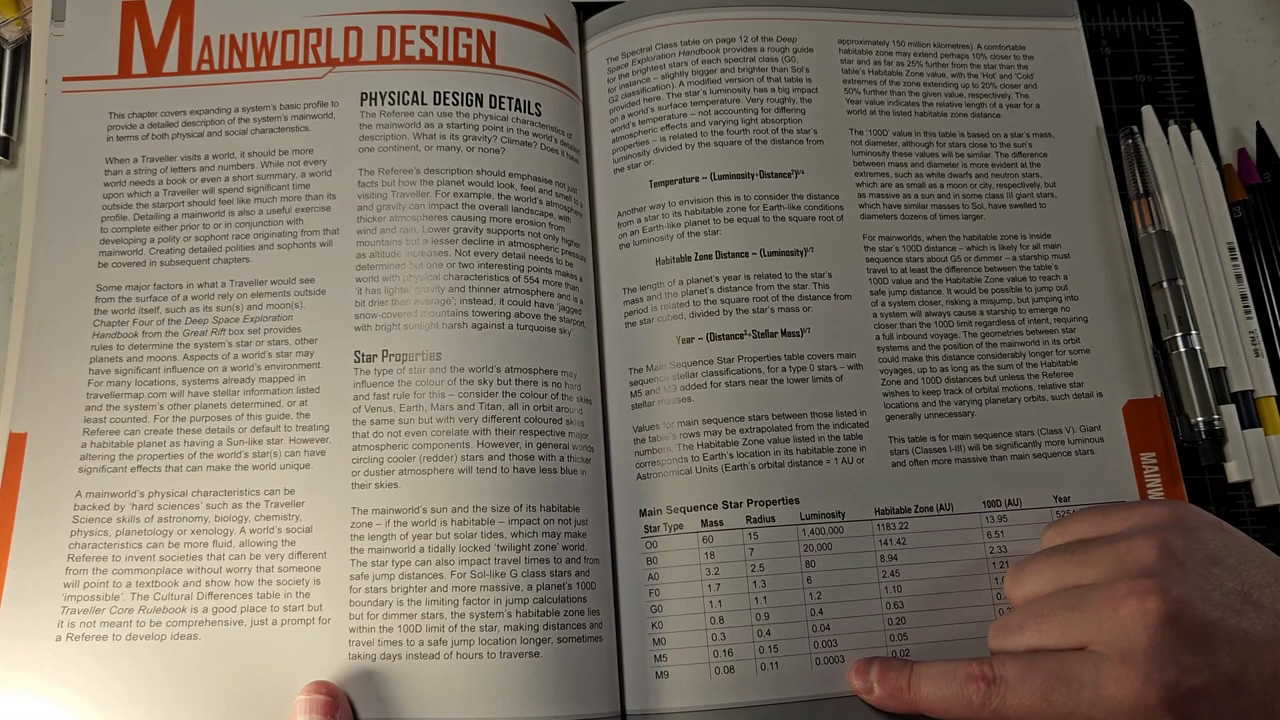 MAINWORLD DESIGN
This chapter covers expanding a system's basic profile to
provide a detailed description of the system's mainworld,
in terms of both physical and social characteristics.
When a Traveller visits a world, it should be more
than a string of letters and numbers. While not every
world needs a book or even a short summary, a world
upon which a Traveller will spend significant time
outside the starport should feel like much more than its
profile. Detailing a mainworld is also a useful exercise
to complete either prior to or in conjunction with
developing a polity or sophont race originating from that
mainworld. Creating detailed polities and sophonts will
be covered in subsequent chapters.
Some major factors in what a Traveller would see
from the surface of a world rely on elements outside
the world itself, such as its sun(s) and moon(s).
Chapter Four of the Deep Space Exploration
Handbook from the Great Rift box set provides
rules to determine the system's star or stars, other
planets and moons. Aspects of a world's star may
have significant influence on a world's environment.
For many locations, systems already mapped in
travellermap.com will have stellar information listed
and the system's other planets determined, or at
least counted. For the purposes of this guide, the
Referee can create these details or default to treating
a habitable planet as having a Sun-like star. However,
altering the properties of the world's star(s) can have
significant effects that can make the world unique.
A mainworld's physical characteristics can be
backed by 'hard sciences' such as the Traveller
Science skills of astronomy, biology, chemistry,
physics, planetology or xenology. A world's social
characteristics can be more fluid, allowing the
Referee to invent societies that can be very different
from the commonplace without worry that someone
will point to a textbook and show how the society is
'impossible'. The Cultural Differences table in the
Traveller Core Rulebook is a good place to start but
it is not meant to be comprehensive, just a prompt for
a Referee to develop ideas.
PHYSICAL DESIGN DETAILS
The Referee can use the physical characteristics of
the mainworld as a starting point in the world's detailed
description. What is its gravity? Climate? Does it have
one continent, or many, or none?
The Referee's description should emphasise not just
facts but how the planet would look, feel and smell to a
visiting Traveller. For example, the world's atmosphere
and gravity can impact the overall landscape, with
thicker atmospheres causing more erosion from
wind and rain. Lower gravity supports not only higher
mountains but a lesser decline in atmospheric pressure
as altitude increases. Not every detail needs to be
determined but one or two interesting points makes a
world with physical characteristics of 554 more than
'it has lighter gravity and thinner atmosphere and is a
bit drier than average'; instead, it could have 'jagged
snow-covered mountains towering above the starport,
with bright sunlight harsh against a turquoise sky'.
Star Properties
The type of star and the world's atmosphere may
influence the colour of the sky but there is no hard
and fast rule for this – consider the colour of the skies
of Venus, Earth, Mars and Titan, all in orbit around
the same sun but with very different coloured skies
that do not even corelate with their respective major
atmospheric components. However, in general worlds
circling cooler (redder) stars and those with a thicker
or dustier atmosphere will tend to have less blue in
their skies.
The mainworld's sun and the size of its habitable
zone – if the world is habitable – impact on not just
the length of year but solar tides, which may make
the mainworld a tidally locked 'twilight zone' world.
The star type can also impact travel times to and from
safe jump distances. For Sol-like G class stars and
for stars brighter and more massive, a planet's 100D
boundary is the limiting factor in jump calculations
but for dimmer stars, the system's habitable zone lies
within the 100D limit of the star, making distances and
travel times to a safe jump location longer, sometimes
taking days instead of hours to traverse.
The Spectral Class table on page 12 of the Deep
Space Exploration Handbook provides a rough guide
for the brightest stars of each spectral class (G0,
for instance – slightly bigger and brighter than Sol's
G2 classification). A modified version of that table is
provided here. The star's luminosity has a big impact
on a world's surface temperature. Very roughly, the
world's temperature – not accounting for differing
atmospheric effects and varying light absorption
properties – is related to the fourth root of the star's
luminosity divided by the square of the distance from
the star or:
Temperature ~ (Luminosity÷Distance²)¹/⁴
Another way to envision this is to consider the distance
from a star to its habitable zone for Earth-like conditions
on an Earth-like planet to be equal to the square root of
the luminosity of the star:
Habitable Zone Distance ~ (Luminosity)¹/²
The length of a planet's year is related to the star's
mass and the planet's distance from the star. This
period is related to the square root of the distance from
the star cubed, divided by the star's mass or:
Year ~ (Distance³÷Stellar Mass)¹/²
The Main Sequence Star Properties table covers main
sequence stellar classifications, for a type 0 stars – with
M5 and M9 added for stars near the lower limits of
stellar masses.
Values for main sequence stars between those listed in
the table's rows may be extrapolated from the indicated
numbers. The Habitable Zone value listed in the table
corresponds to Earth's location in its habitable zone in
Astronomical Units (Earth's orbital distance = 1 AU or
approximately 150 million kilometres). A comfortable
habitable zone may extend perhaps 10% closer to the
star and as far as 25% further from the star than the
table's Habitable Zone value, with the 'Hot' and 'Cold'
extremes of the zone extending up to 20% closer and
50% further than the given value, respectively. The
Year value indicates the relative length of a year for a
world at the listed habitable zone distance.
The '100D' value in this table is based on a star's mass,
not diameter, although for stars close to the sun's
luminosity these values will be similar. The difference
between mass and diameter is more evident at the
extremes, such as white dwarfs and neutron stars,
which are as small as a moon or city, respectively, but
as massive as a sun and in some class III giant stars,
which have similar masses to Sol, have swelled to
diameters dozens of times larger.
For mainworlds, when the habitable zone is inside
the star's 100D distance – which is likely for all main
sequence stars about G5 or dimmer – a starship must
travel to at least the difference between the table's
100D value and the Habitable Zone value to reach a
safe jump distance. It would be possible to jump out
of a system closer, risking a misjump, but jumping into
a system will always cause a starship to emerge no
closer than the 100D limit regardless of intent, requiring
a full inbound voyage. The geometries between star
systems and the position of the mainworld in its orbit
could make this distance considerably longer for some
voyages, up to as long as the sum of the Habitable
Zone and 100D distances but unless the Referee
wishes to keep track of orbital motions, relative star
locations and the varying planetary orbits, such detail is
generally unnecessary.
This table is for main sequence stars (Class V). Giant
stars (Classes I-III) will be significantly more luminous
and often more massive than main sequence stars.
Main Sequence Star Properties
Star Type Mass Radius Luminosity Habitable Zone (AU) 100D (AU) Year
O0 60 15 1,400,000 1183.22 13.95
B0 18 7 20,000 141.42 6.51
A0 3.2 2.5 80 8.94 2.33
F0 1.7 1.3 6 2.45 1.21
G0 1.1 1.1 1.2 1.10
K0 0.8 0.9 0.4 0.63
M0 0.3 0.4 0.04 0.20
M5 0.16 0.15 0.003 0.05
M9 0.08 0.11 0.0003 0.02
MAINW